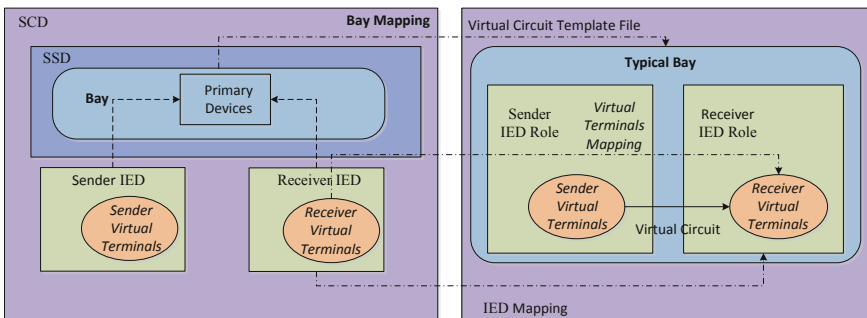 SCD
Bay Mapping
SSD
Bay
Primary
Devices
Sender IED
Sender
Virtual
Terminals
Receiver IED
Receiver
Virtual
Terminals
Virtual Circuit Template File
Typical Bay
Sender
IED Role
Virtual
Terminals
Mapping
Receiver
IED Role
Sender
Virtual
Terminals
Virtual Circuit
Receiver
Virtual
Terminals
IED Mapping